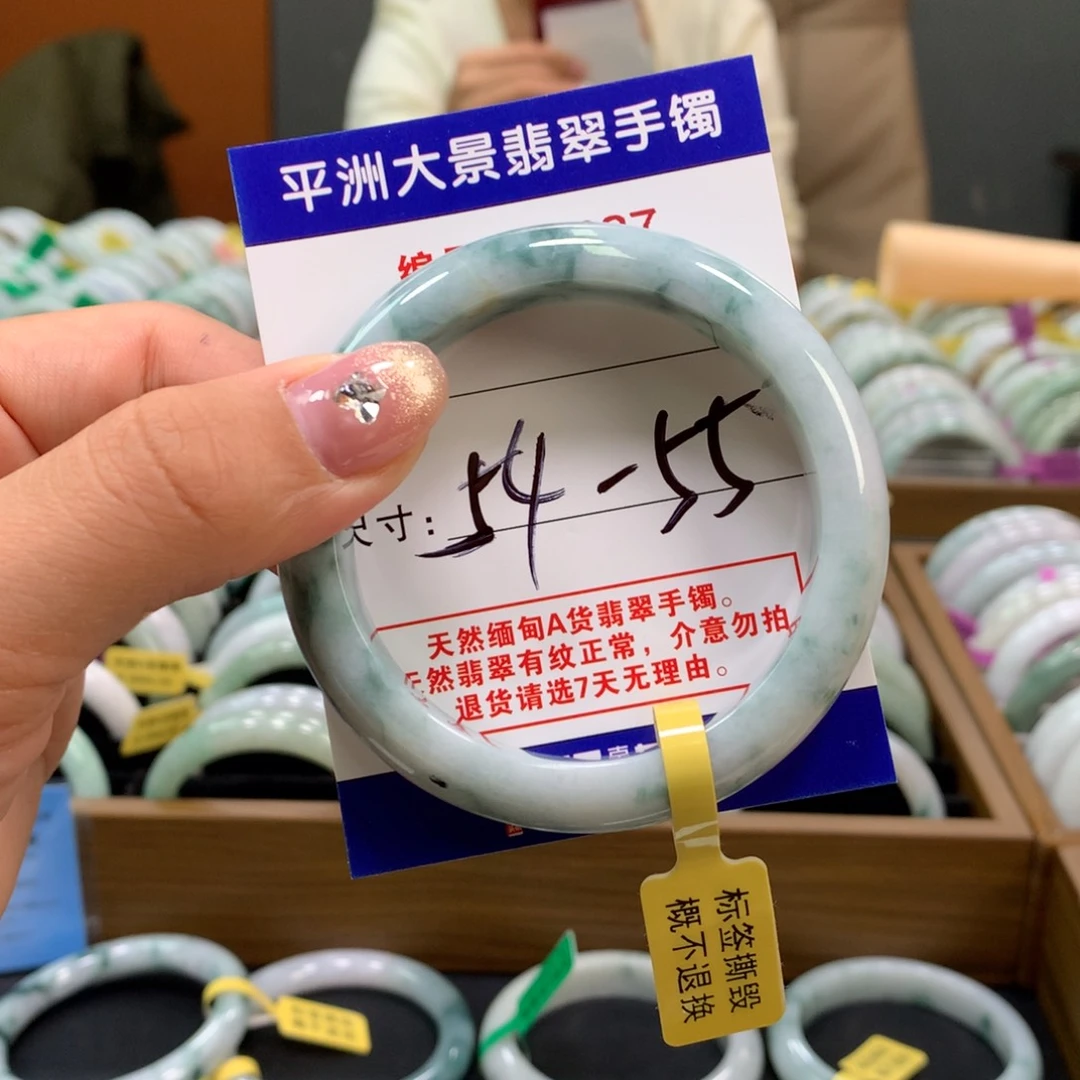 平洲大景翡翠手镯
尺寸：54-55
天然缅甸A货翡翠手镯。
天然翡翠有纹正常，介意勿拍
退货请选7天无理由。
标签撕毁
概不退换